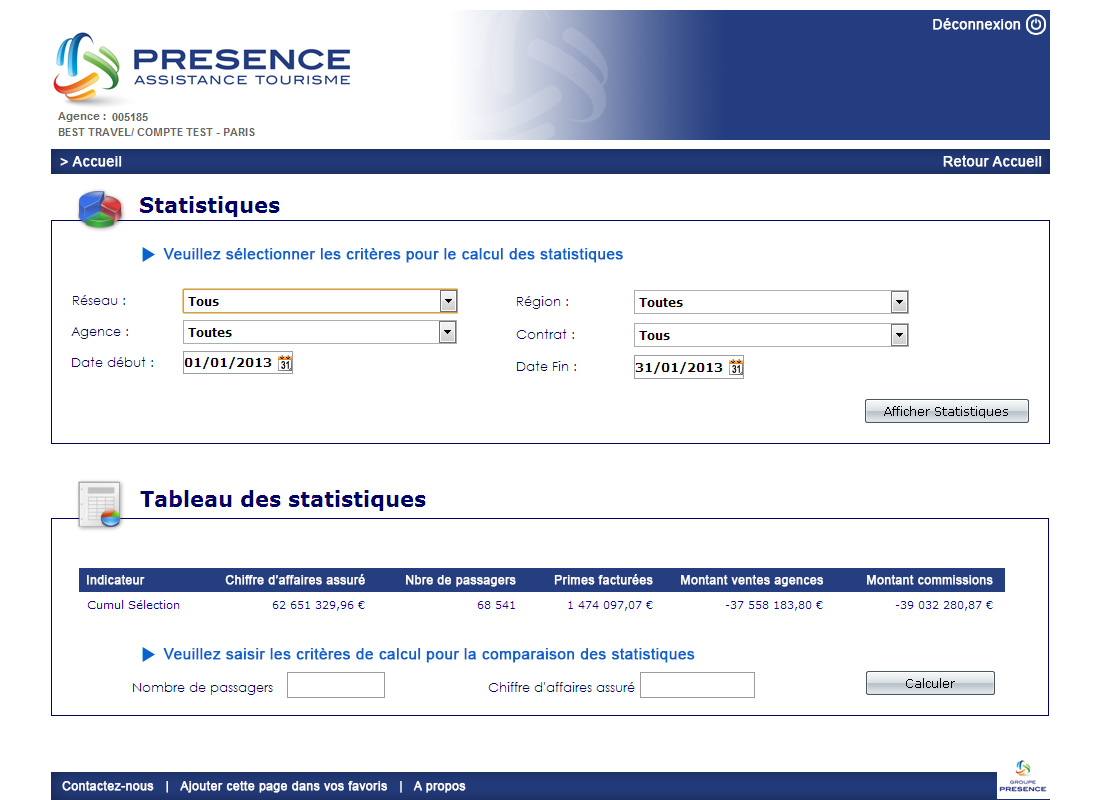 Déconnexion
PRESENCE
ASSISTANCE TOURISME
Agence : 005185
BEST TRAVEL/ COMPTE TEST - PARIS
> Accueil Retour Accueil
Statistiques
Veuillez sélectionner les critères pour le calcul des statistiques
Réseau : Tous Région : Toutes
Agence : Toutes Contrat : Tous
Date début : 01/01/2013 31 Date Fin : 31/01/2013 31
Afficher Statistiques
Tableau des statistiques
Indicateur Chiffre d'affaires assuré Nbre de passagers Primes facturées Montant ventes agences Montant commissions
Cumul Sélection 62 651 329,96 € 68 541 1 474 097,07 € -37 558 183,80 € -39 032 280,87 €
Veuillez saisir les critères de calcul pour la comparaison des statistiques
Nombre de passagers Chiffre d'affaires assuré Calculer
Contactez-nous | Ajouter cette page dans vos favoris | A propos
GROUPE
PRESENCE